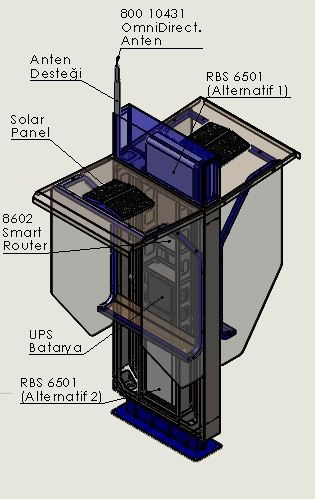 800 10431
OmniDirect.
Anten
Anten
Desteği
RBS 6501
(Alternatif 1)
Solar
Panel
8602
Smart
Router
UPS
Batarya
RBS 6501
(Alternatif 2)